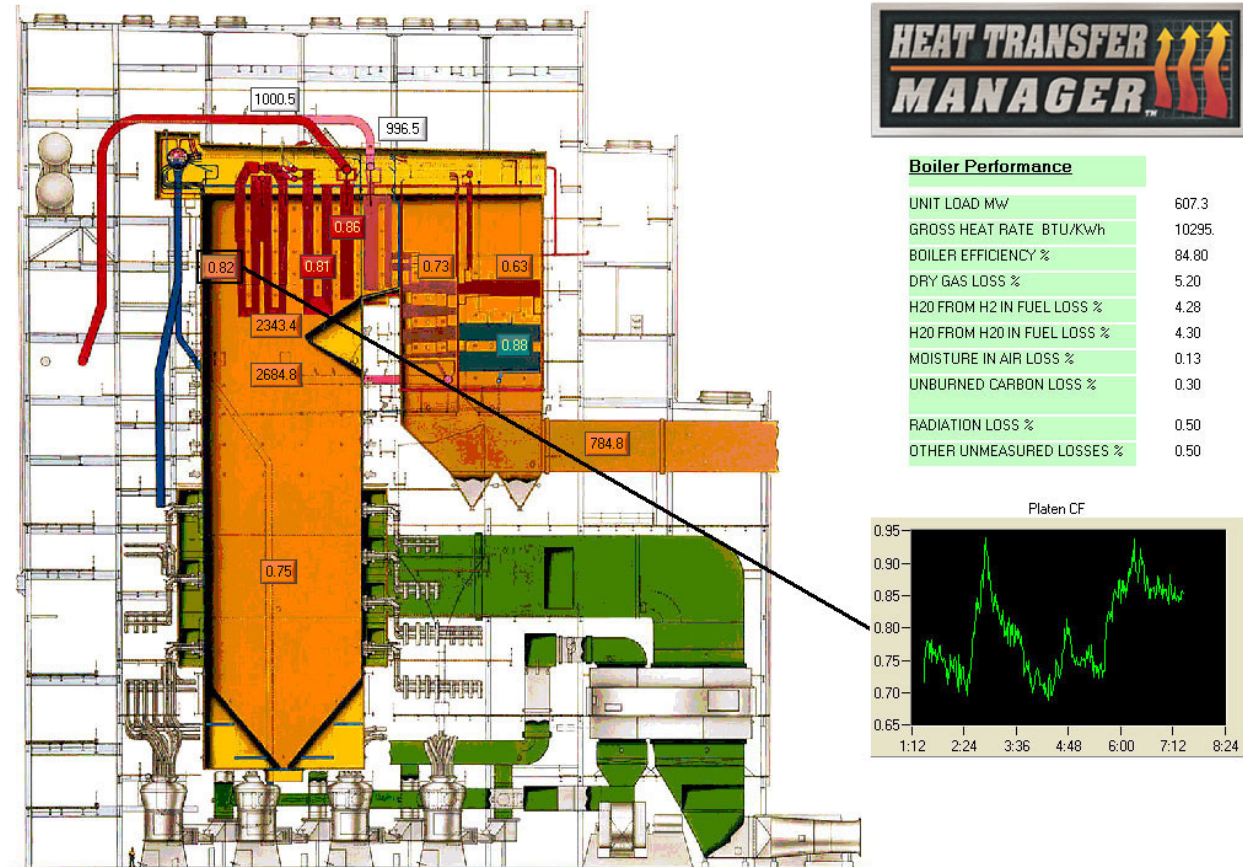 HEAT TRANSFER
MANAGER™
1000.5
996.5
0.86
0.82
0.81
0.73
0.63
2343.4
0.88
2684.8
784.8
0.75
Boiler Performance
UNIT LOAD MW 607.3
GROSS HEAT RATE BTU/KWh 10295.
BOILER EFFICIENCY % 84.80
DRY GAS LOSS % 5.20
H20 FROM H2 IN FUEL LOSS % 4.28
H20 FROM H20 IN FUEL LOSS % 4.30
MOISTURE IN AIR LOSS % 0.13
UNBURNED CARBON LOSS % 0.30
RADIATION LOSS % 0.50
OTHER UNMEASURED LOSSES % 0.50
Platen CF
0.95
0.90
0.85
0.80
0.75
0.70
0.65
1:12 2:24 3:36 4:48 6:00 7:12 8:24